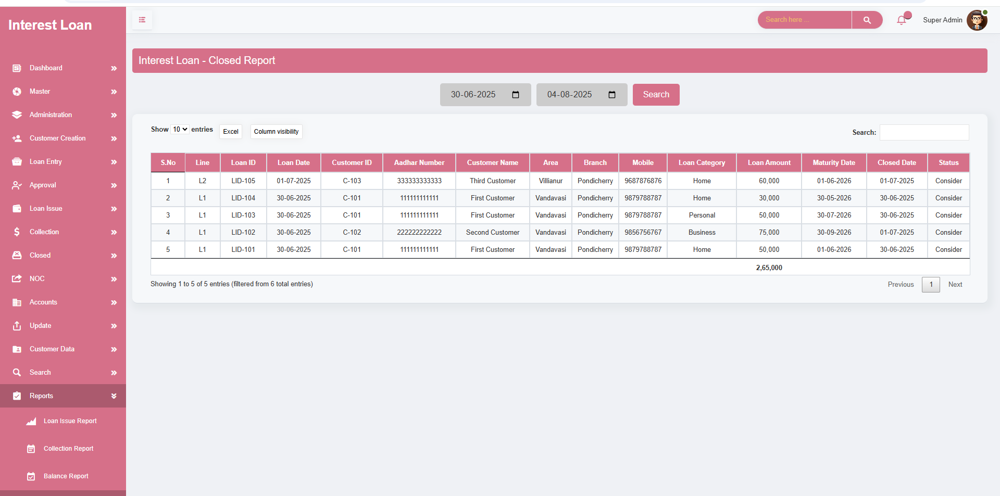 Interest Loan
Search here ...
Super Admin
Dashboard
Master
Administration
Customer Creation
Loan Entry
Approval
Loan Issue
Collection
Closed
NOC
Accounts
Update
Customer Data
Search
Reports
Loan Issue Report
Collection Report
Balance Report
Interest Loan - Closed Report
30-06-2025 04-08-2025 Search
Show 10 entries Excel Column visibility Search:
S.No Line Loan ID Loan Date Customer ID Aadhar Number Customer Name Area Branch Mobile Loan Category Loan Amount Maturity Date Closed Date Status
1 L2 LID-105 01-07-2025 C-103 333333333333 Third Customer Villianur Pondicherry 9687876876 Home 60,000 01-06-2026 01-07-2025 Consider
2 L1 LID-104 30-06-2025 C-101 111111111111 First Customer Vandavasi Pondicherry 9879788787 Home 30,000 30-05-2026 30-06-2025 Consider
3 L1 LID-103 30-06-2025 C-101 111111111111 First Customer Vandavasi Pondicherry 9879788787 Personal 50,000 30-07-2026 30-06-2025 Consider
4 L1 LID-102 30-06-2025 C-102 222222222222 Second Customer Vandavasi Pondicherry 9856756767 Business 75,000 30-09-2026 01-07-2025 Consider
5 L1 LID-101 30-06-2025 C-101 111111111111 First Customer Vandavasi Pondicherry 9879788787 Home 50,000 01-06-2026 30-06-2025 Consider
2,65,000
Showing 1 to 5 of 5 entries (filtered from 6 total entries)
Previous 1 Next